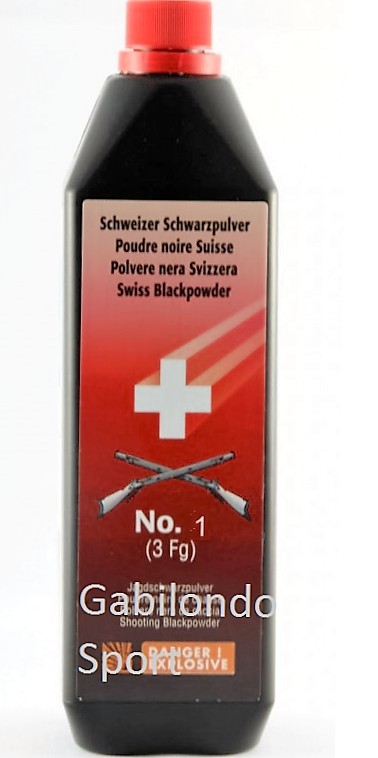 Schweizer Schwarzpulver
Poudre noire Suisse
Polvere nera Svizzera
Swiss Blackpowder
No. 1
(3 Fg)
Jagdschwarzpulver
Shooting Blackpowder
DANGER !
EXPLOSIVE
Gabilondo
Sport